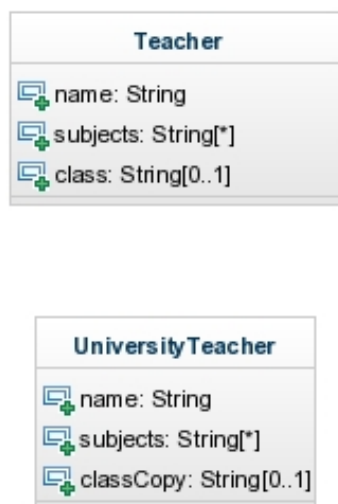 Teacher
name: String
subjects: String[*]
class: String[0..1]
UniversityTeacher
name: String
subjects: String[*]
classCopy: String[0..1]